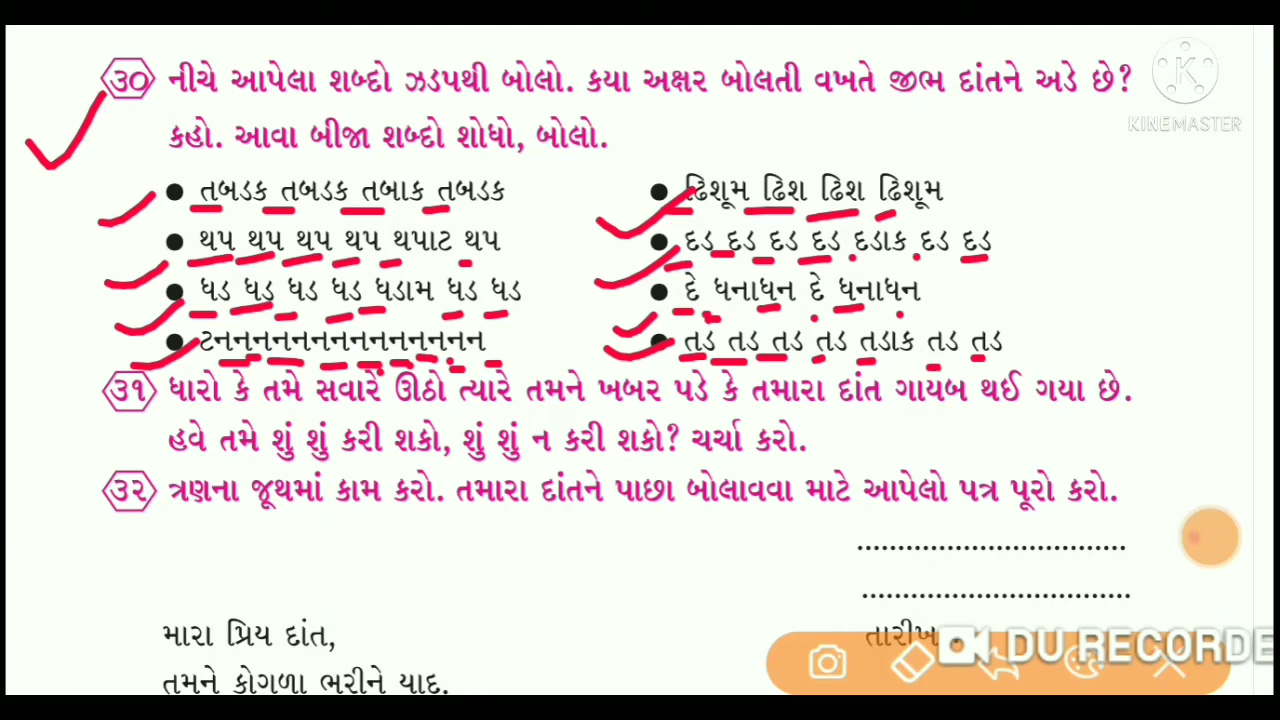 ૩૦ નીચે આપેલા શબ્દો ઝડપથી બોલો. કયા અક્ષર બોલતી વખતે જીભ દાંતને અડે છે?
કહો. આવા બીજા શબ્દો શોધો, બોલો.
KINEMASTER
● તબડક તબડક તબાક તબડક
● ઢિશૂમ ઢિશ ઢિશ ઢિશૂમ
● થપ થપ થપ થપ થપાટ થપ
● દડ દડ દડ દડ દડાક દડ દડ
● ધડ ધડ ધડ ધડ ધડામ ધડ ધડ
● દે ધનાધન દે ધનાધન
● ટનનનનનનનનનનનનનન
● તડ તડ તડ તડ તડાક તડ તડ
૩૧ ધારો કે તમે સવારે ઊઠો ત્યારે તમને ખબર પડે કે તમારા દાંત ગાયબ થઈ ગયા છે.
હવે તમે શું શું કરી શકો, શું શું ન કરી શકો? ચર્ચા કરો.
૩૨ ત્રણના જૂથમાં કામ કરો. તમારા દાંતને પાછા બોલાવવા માટે આપેલો પત્ર પૂરો કરો.
.................................
.................................
મારા પ્રિય દાંત,
તારીખ
DU RECORDE
તમને કોગળા ભરીને યાદ.